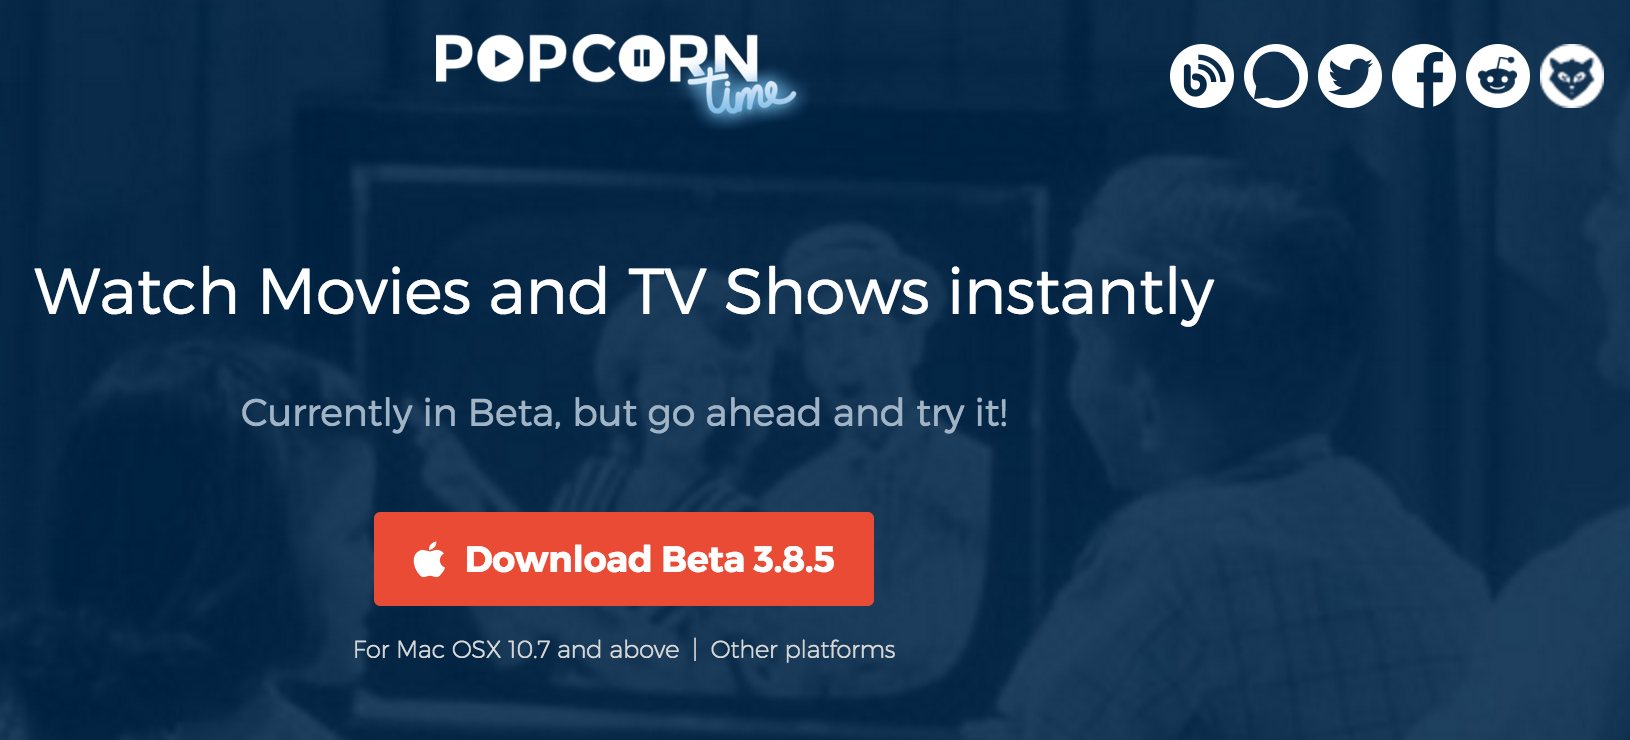 POPCORN
time
Watch Movies and TV Shows instantly
Currently in Beta, but go ahead and try it!
Download Beta 3.8.5
For Mac OSX 10.7 and above | Other platforms